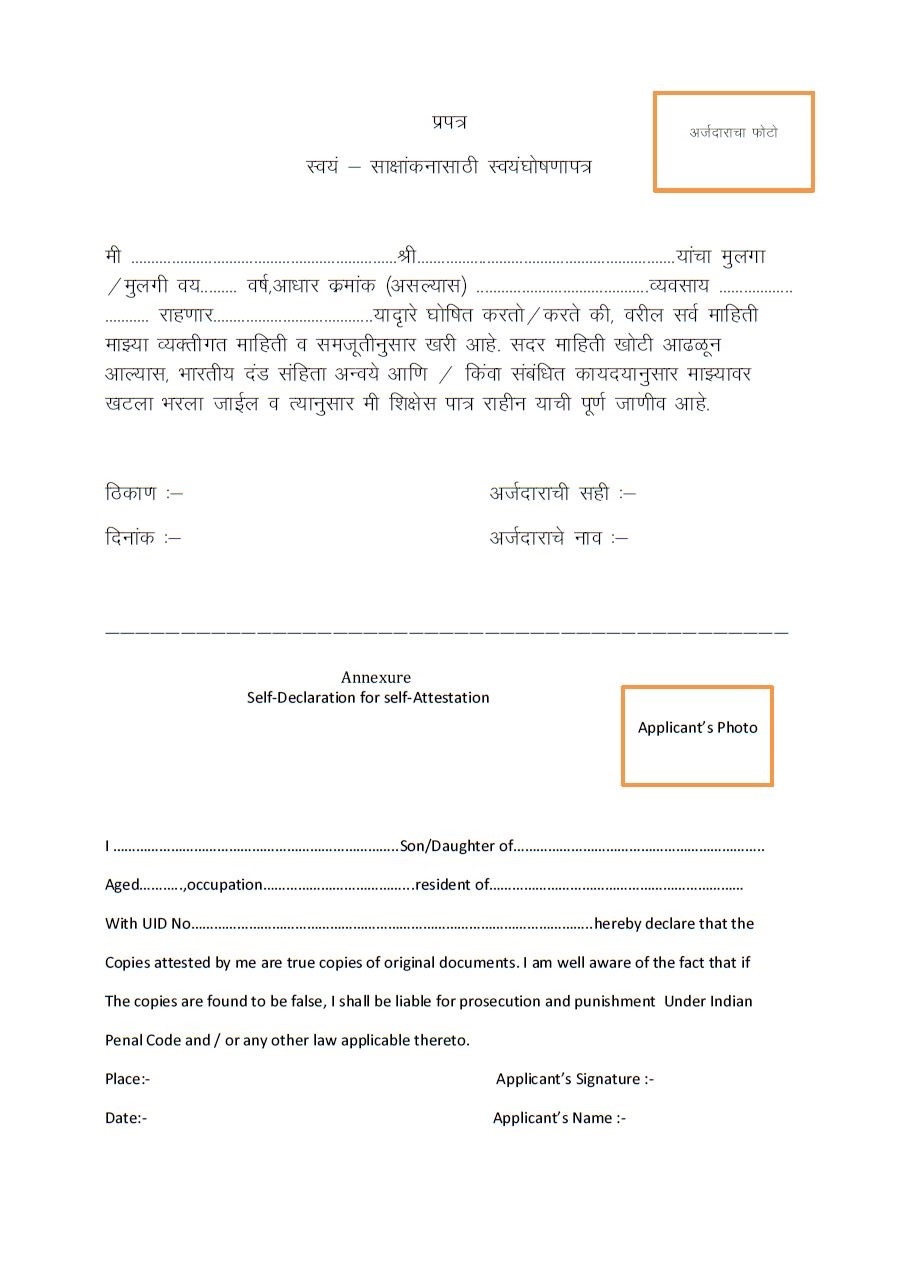 प्रपत्र
अर्जदाराचा फोटो
स्वयं – साक्षांकनासाठी स्वयंघोषणापत्र
मी ..........................................................श्री.........................................................यांचा मुलगा
/मुलगी वय......... वर्ष,आधार क्रमांक (असल्यास) ......................................व्यवसाय .................
........... राहणार...................................याद्वारे घोषित करतो/करते की, वरील सर्व माहिती
माझ्या व्यक्तीगत माहिती व समजूतीनुसार खरी आहे. सदर माहिती खोटी आढळून
आल्यास, भारतीय दंड संहिता अन्वये आणि / किंवा संबंधित कायदयानुसार माझ्यावर
खटला भरला जाईल व त्यानुसार मी शिक्षेस पात्र राहीन याची पूर्ण जाणीव आहे.
ठिकाण :– अर्जदाराची सही :–
दिनांक :– अर्जदाराचे नाव :–
Annexure
Self-Declaration for self-Attestation
Applicant’s Photo
I ……………………………………………………………..Son/Daughter of………………………………………………………
Aged……….,occupation………………………………..resident of………………………………………………………
With UID No………………………………………………………………………………………..hereby declare that the
Copies attested by me are true copies of original documents. I am well aware of the fact that if
The copies are found to be false, I shall be liable for prosecution and punishment Under Indian
Penal Code and / or any other law applicable thereto.
Place:- Applicant’s Signature :-
Date:- Applicant’s Name :-